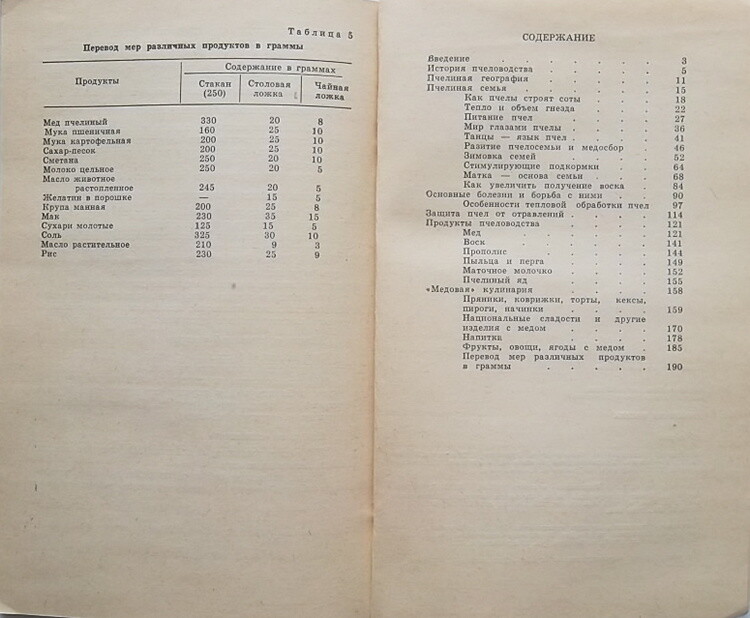 Таблица 5
Перевод мер различных продуктов в граммы
Продукты
Содержание в граммах
Стакан (250)
Столовая ложка
Чайная ложка
Мед пчелиный 330 20 8
Мука пшеничная 160 25 10
Мука картофельная 200 25 10
Сахар-песок 200 25 10
Сметана 250 20 10
Молоко цельное 250 20 5
Масло животное
растопленное 245 20 5
Желатин в порошке — 15 5
Крупа манная 200 25 8
Мак 230 35 15
Сухари молотые 125 15 5
Соль 325 30 10
Масло растительное 210 9 3
Рис 230 25 9
СОДЕРЖАНИЕ
Введение . . . . . . 3
История пчеловодства . . . . . 5
Пчелиная география . . . . . 11
Пчелиная семья . . . . . 15
Как пчелы строят соты . . . 18
Тепло и объем гнезда . . . 22
Питание пчел . . . . 27
Мир глазами пчелы . . . . 36
Танцы — язык пчел . . . . 41
Разитие пчелосемьи и медосбор . 46
Зимовка семей . . . . 52
Стимулирующие подкормки . . 64
Матка — основа семьи . . . 68
Как увеличить получение воска . 84
Основные болезни и борьба с ними . . 90
Особенности тепловой обработки пчел 97
Защита пчел от отравлений . . . . 114
Продукты пчеловодства . . . . 121
Мед . . . . . 121
Воск . . . . . 141
Прополис . . . . . 144
Пыльца и перга . . . . 149
Маточное молочко . . . . 152
Пчелиный яд . . . . 155
«Медовая» кулинария . . . . . 158
Пряники, коврижки, торты, кексы,
пироги, начинки . . . . 159
Национальные сладости и другие
изделия с медом . . . . 170
Напитка . . . . . 178
Фрукты, овощи, ягоды с медом . 185
Перевод мер различных продуктов
в граммы . . . . . 190